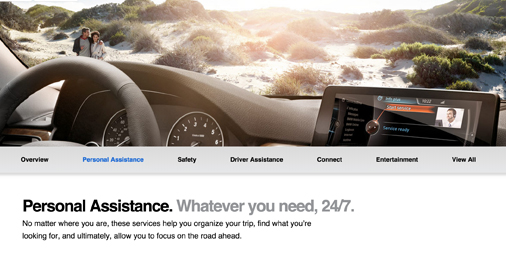 10:22
Service ready
Overview
Personal Assistance
Safety
Driver Assistance
Connect
Entertainment
View All
Personal Assistance. Whatever you need, 24/7.
No matter where you are, these services help you organize your trip, find what you're
looking for, and ultimately, allow you to focus on the road ahead.